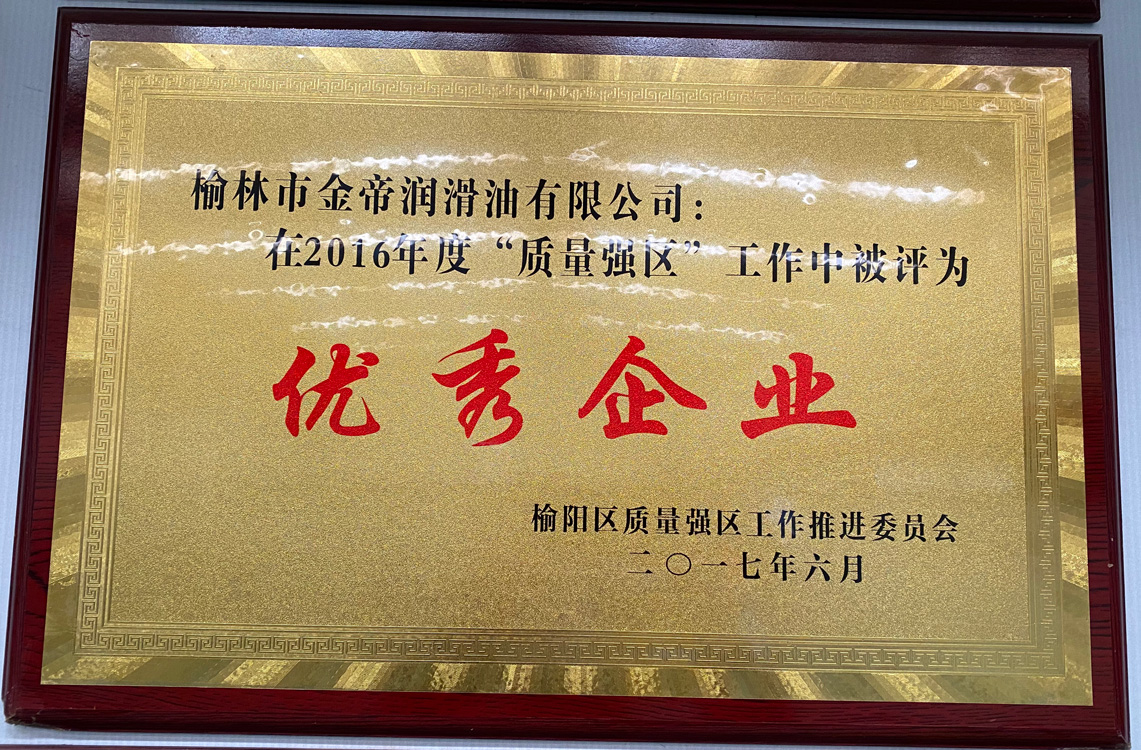 榆林市金帝润滑油有限公司：
在2016年度“质量强区”工作中被评为
优秀企业
榆阳区质量强区工作推进委员会
二〇一七年六月